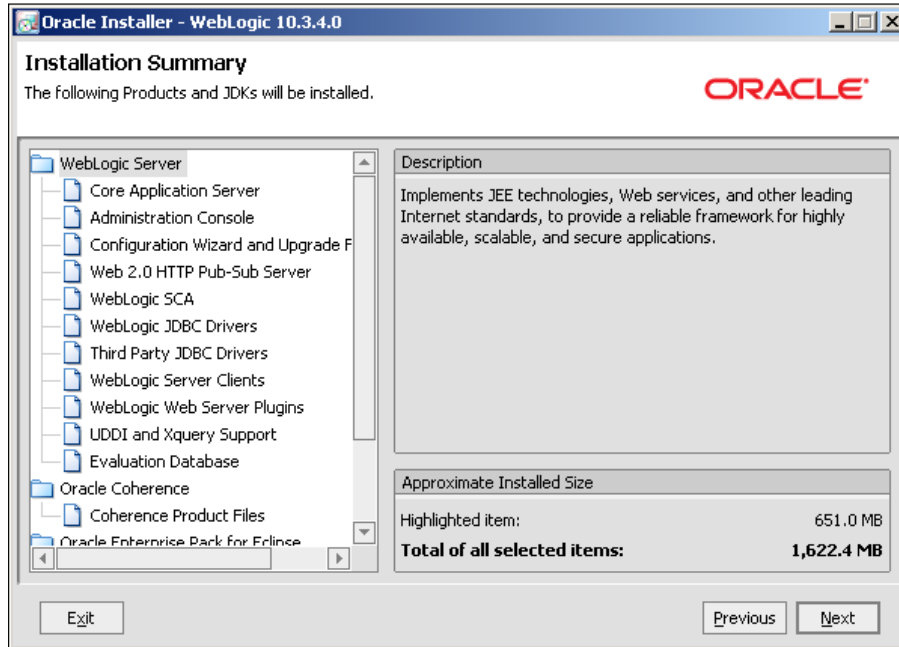 Oracle Installer - WebLogic 10.3.4.0
Installation Summary
The following Products and JDKs will be installed.
ORACLE
WebLogic Server
Core Application Server
Administration Console
Configuration Wizard and Upgrade F
Web 2.0 HTTP Pub-Sub Server
WebLogic SCA
WebLogic JDBC Drivers
Third Party JDBC Drivers
WebLogic Server Clients
WebLogic Web Server Plugins
UDDI and Xquery Support
Evaluation Database
Oracle Coherence
Coherence Product Files
Oracle Enterprise Pack for Eclipse
Description
Implements JEE technologies, Web services, and other leading
Internet standards, to provide a reliable framework for highly
available, scalable, and secure applications.
Approximate Installed Size
Highlighted item: 651.0 MB
Total of all selected items: 1,622.4 MB
Exit
Previous
Next